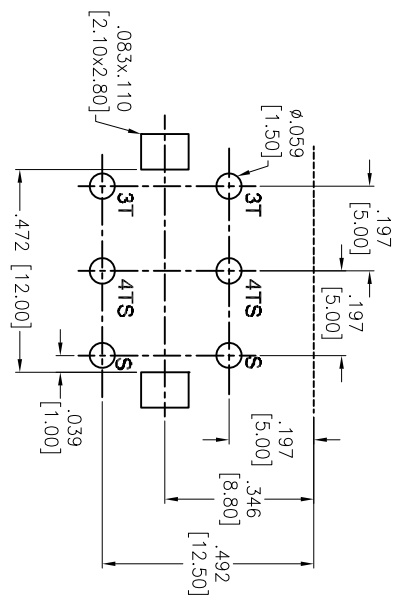 .083x.110
[2.10x2.80]
ø.059
[1.50]
.197
[5.00]
.197
[5.00]
3T
3T
4TS
4TS
S
S
.472 [12.00]
.039
[1.00]
.197
[5.00]
.346
[8.80]
.492
[12.50]